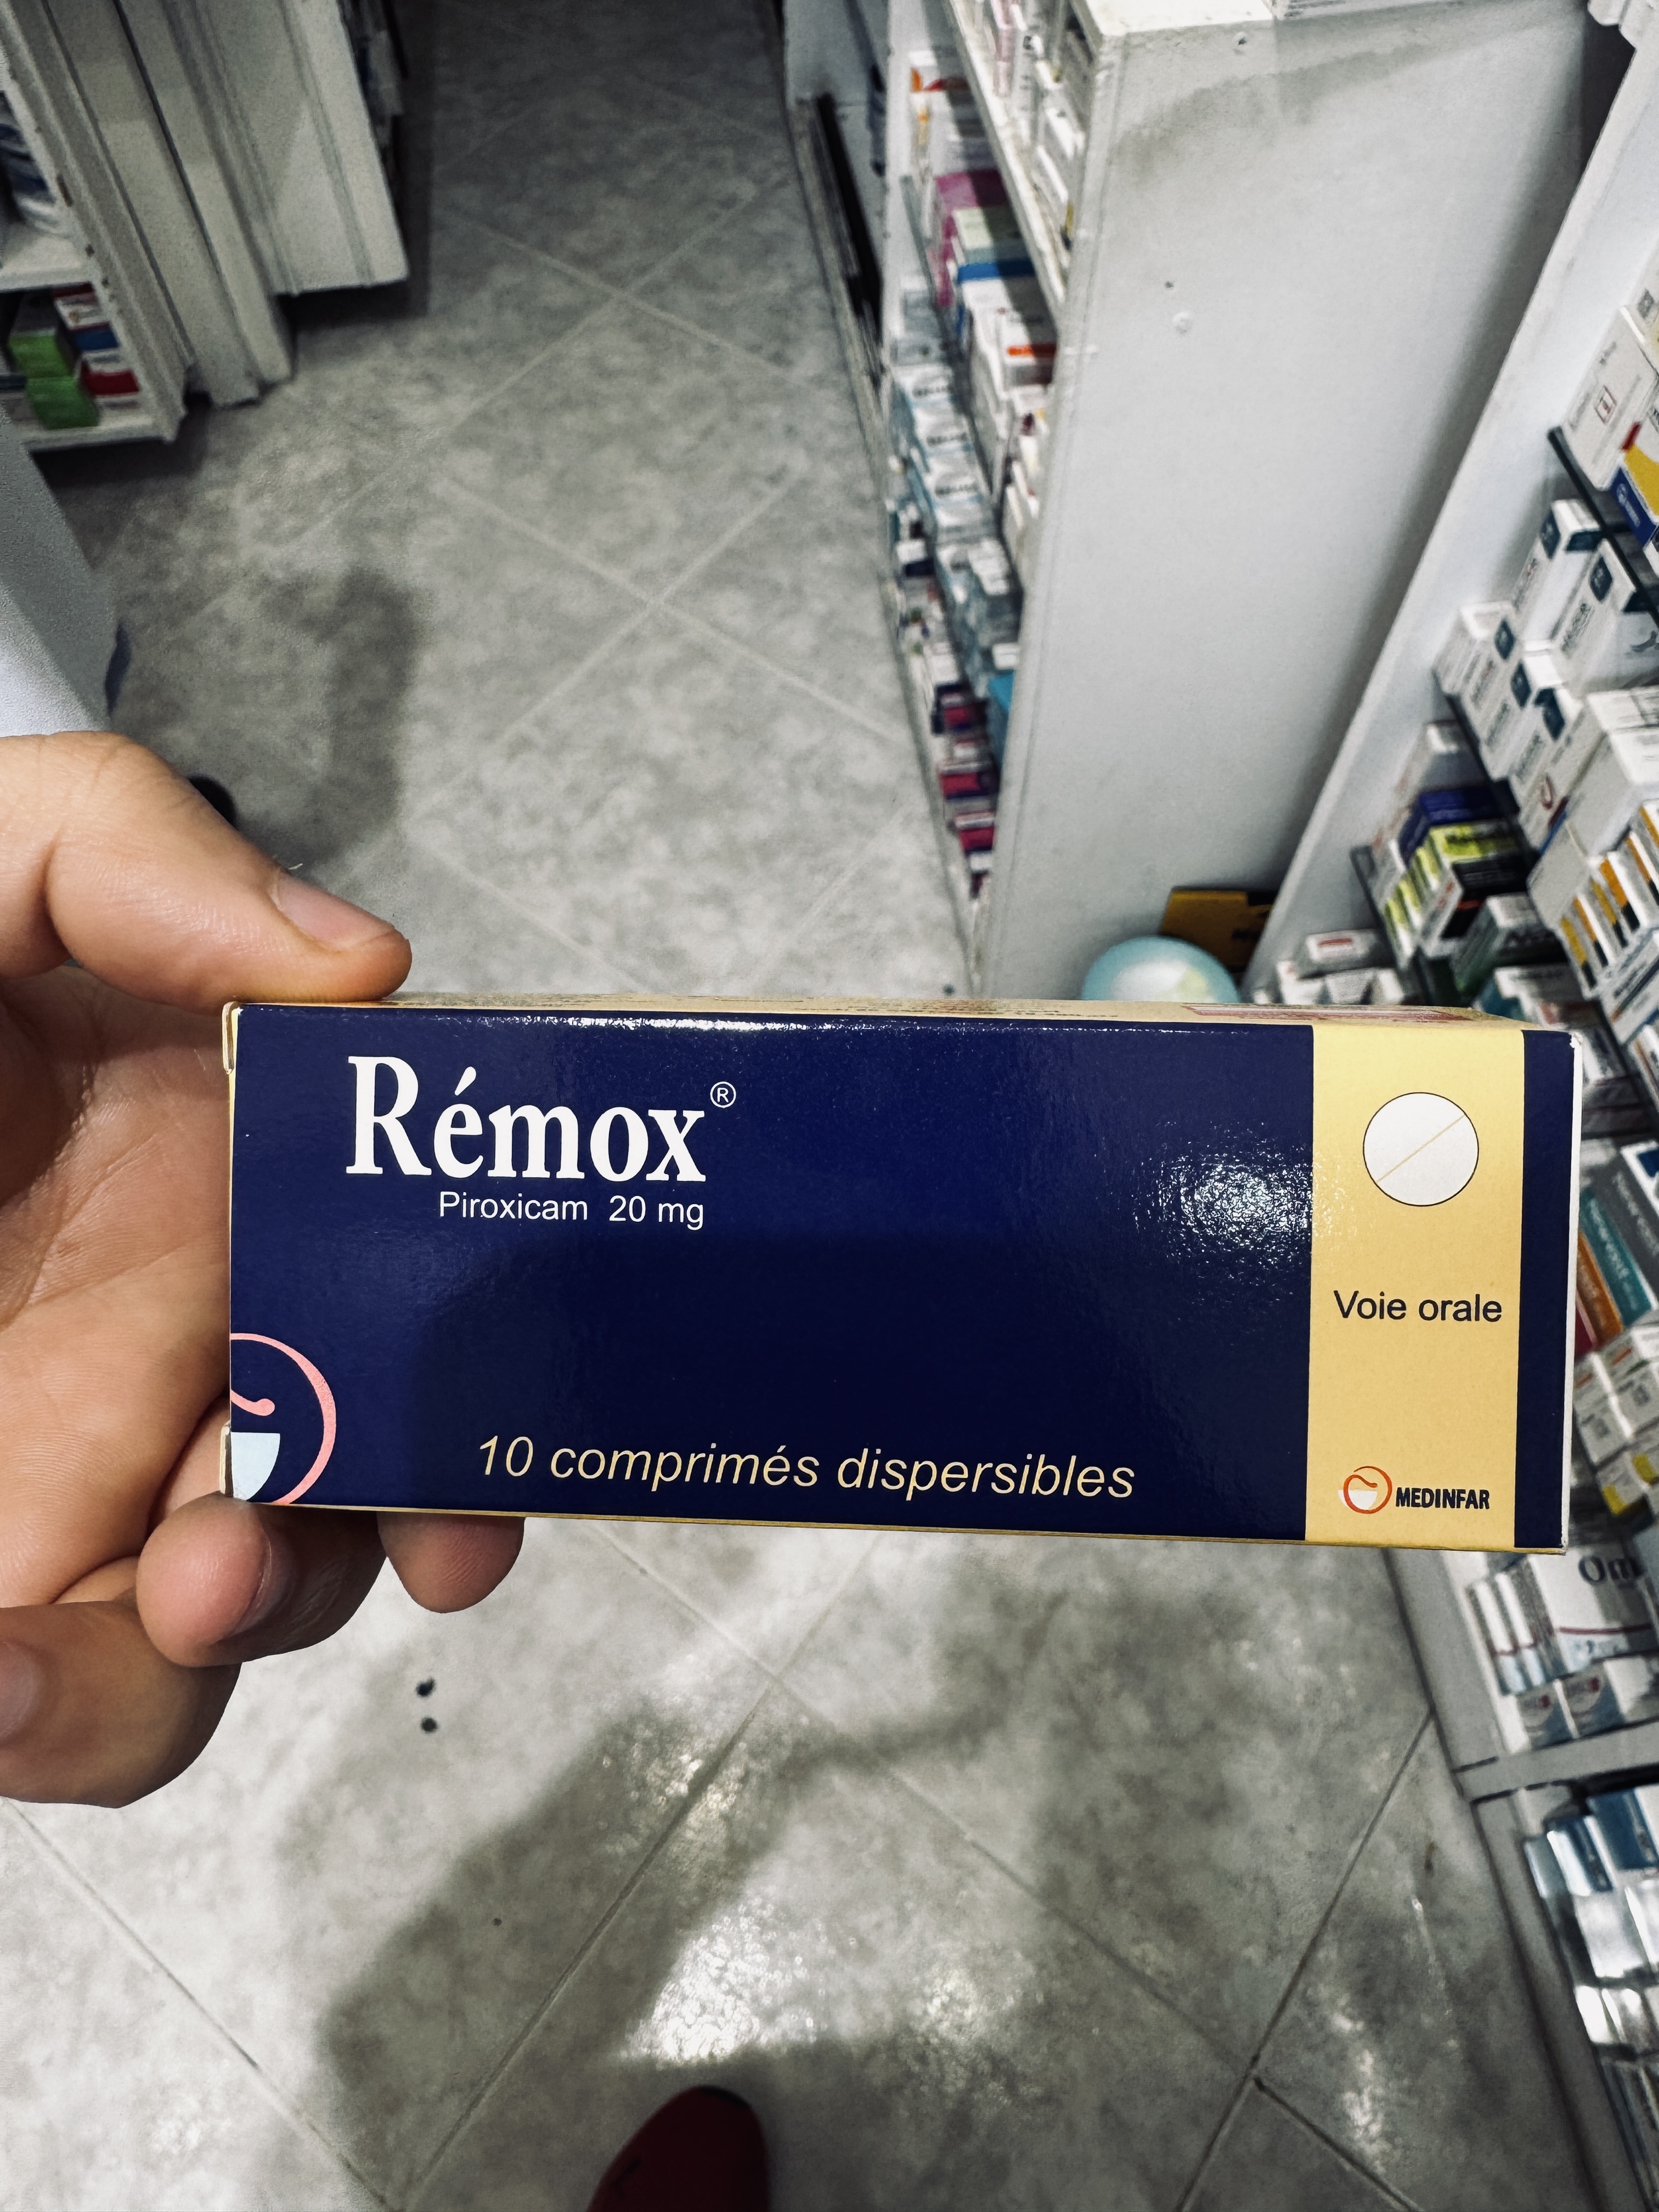 Rémox®
Piroxicam 20 mg
10 comprimés dispersibles
Voie orale
MEDINFAR